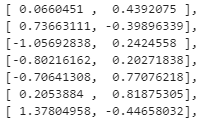 [ 0.0660451 , 0.4392075 ],
[ 0.73663111, -0.39896339],
[-1.05692838, 0.2424558 ],
[-0.80216162, 0.20271838],
[-0.70641308, 0.77076218],
[ 0.2053884 , 0.81875305],
[ 1.37804958, -0.44658032],